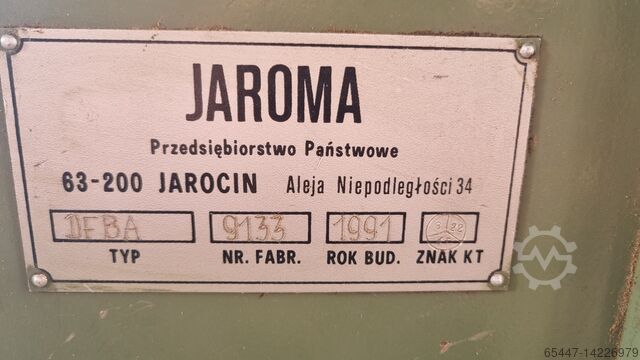 JAROMA
Przedsiębiorstwo Państwowe
63-200 JAROCIN Aleja Niepodległości 34
DFBA 9133 1991
TYP NR. FABR. ROK BUD. ZNAK KT
65447-14226979